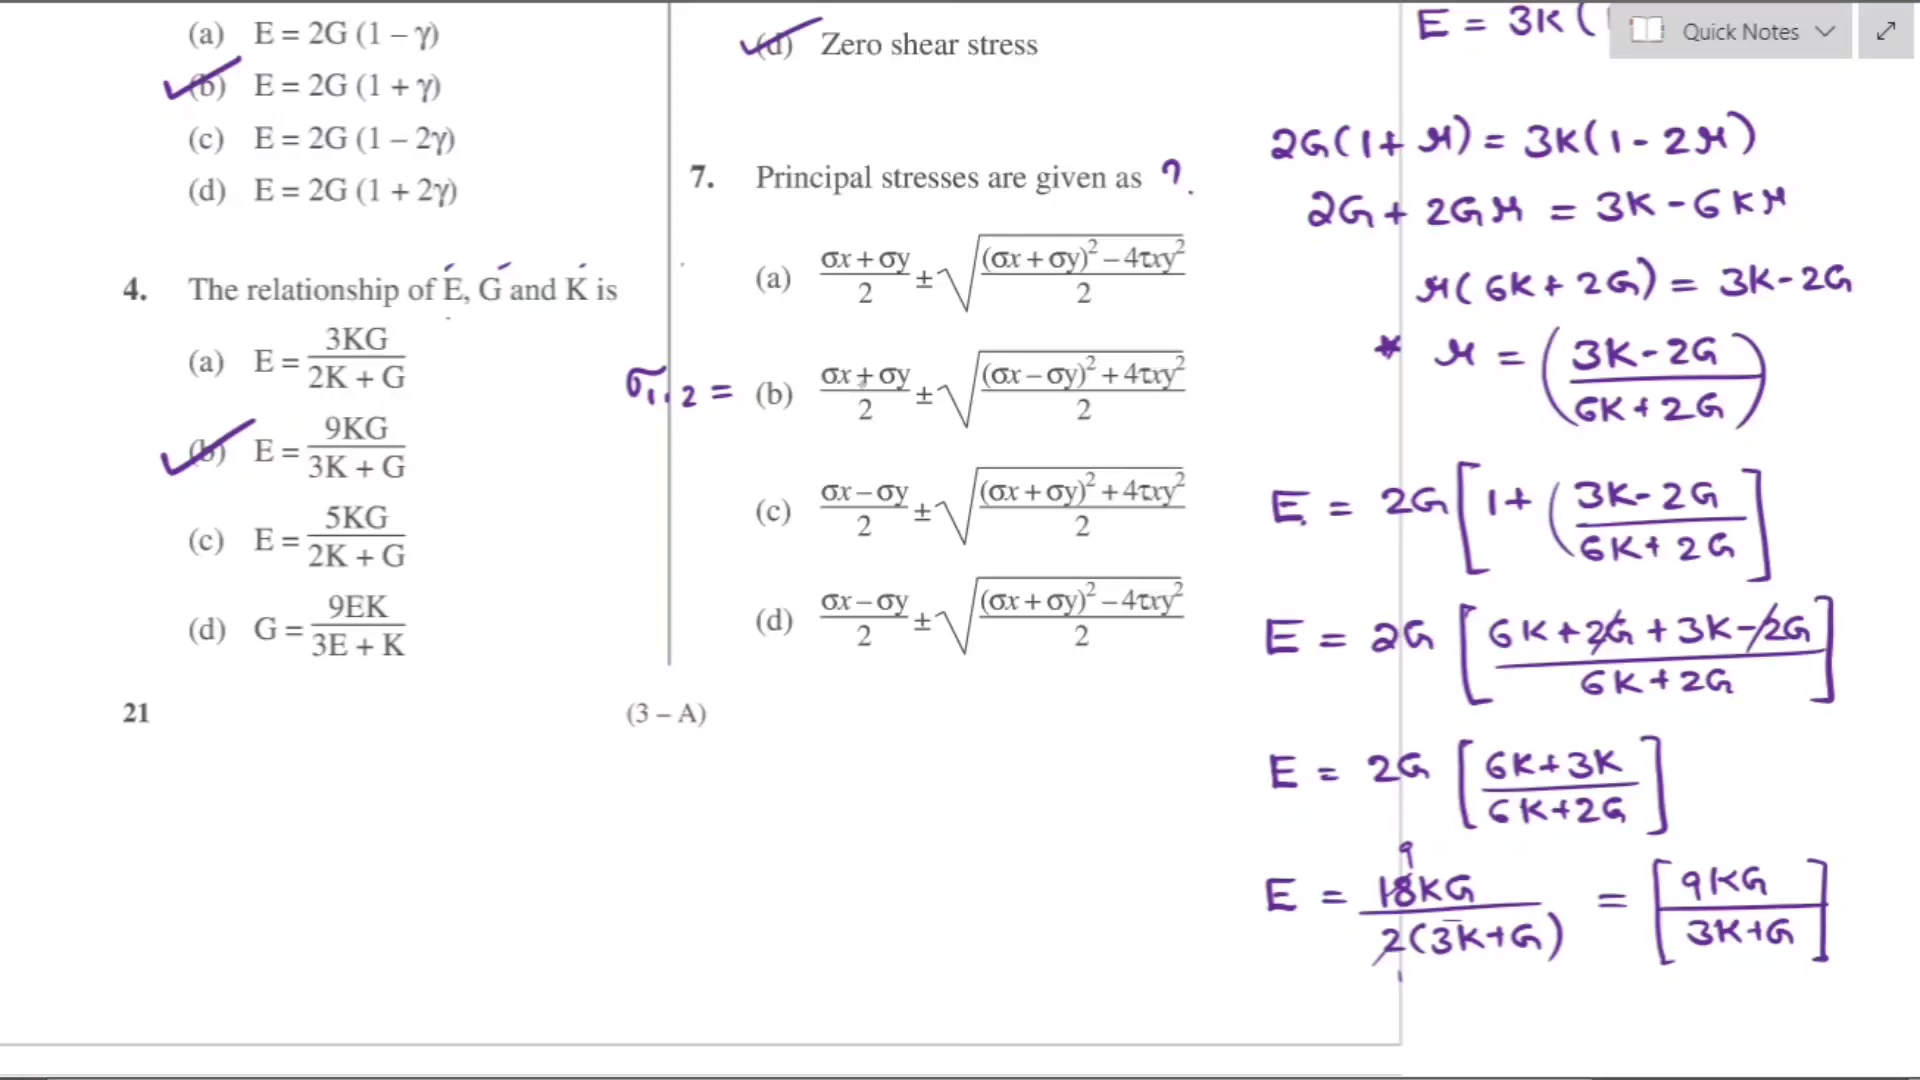 (a) E = 2G (1 – γ)
(b) E = 2G (1 + γ)
(c) E = 2G (1 – 2γ)
(d) E = 2G (1 + 2γ)
4. The relationship of E, G and K is
(a) E = 3KG / 2K + G
(b) E = 9KG / 3K + G
(c) E = 5KG / 2K + G
(d) G = 9EK / 3E + K
21
(3 – A)
(d) Zero shear stress
7. Principal stresses are given as ?
(a) σx + σy / 2 ± √ (σx + σy)² – 4τxy² / 2
σ1,2 = (b) σx + σy / 2 ± √ (σx – σy)² + 4τxy² / 2
(c) σx – σy / 2 ± √ (σx + σy)² + 4τxy² / 2
(d) σx – σy / 2 ± √ (σx + σy)² – 4τxy² / 2
E = 3K (
Quick Notes
2G(1+μ) = 3K(1-2μ)
2G + 2Gμ = 3K - 6Kμ
μ(6K + 2G) = 3K-2G
* μ = (3K-2G / 6K+2G)
E = 2G [1+ (3K-2G / 6K+2G]
E = 2G [6K+2G+3K-2G / 6K+2G]
E = 2G [6K+3K / 6K+2G]
9
E = 18KG / 2(3K+G) = [9KG / 3K+G]
1